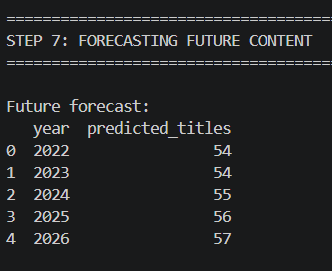 =====================================
STEP 7: FORECASTING FUTURE CONTENT
=====================================
Future forecast:
year predicted_titles
0 2022 54
1 2023 54
2 2024 55
3 2025 56
4 2026 57